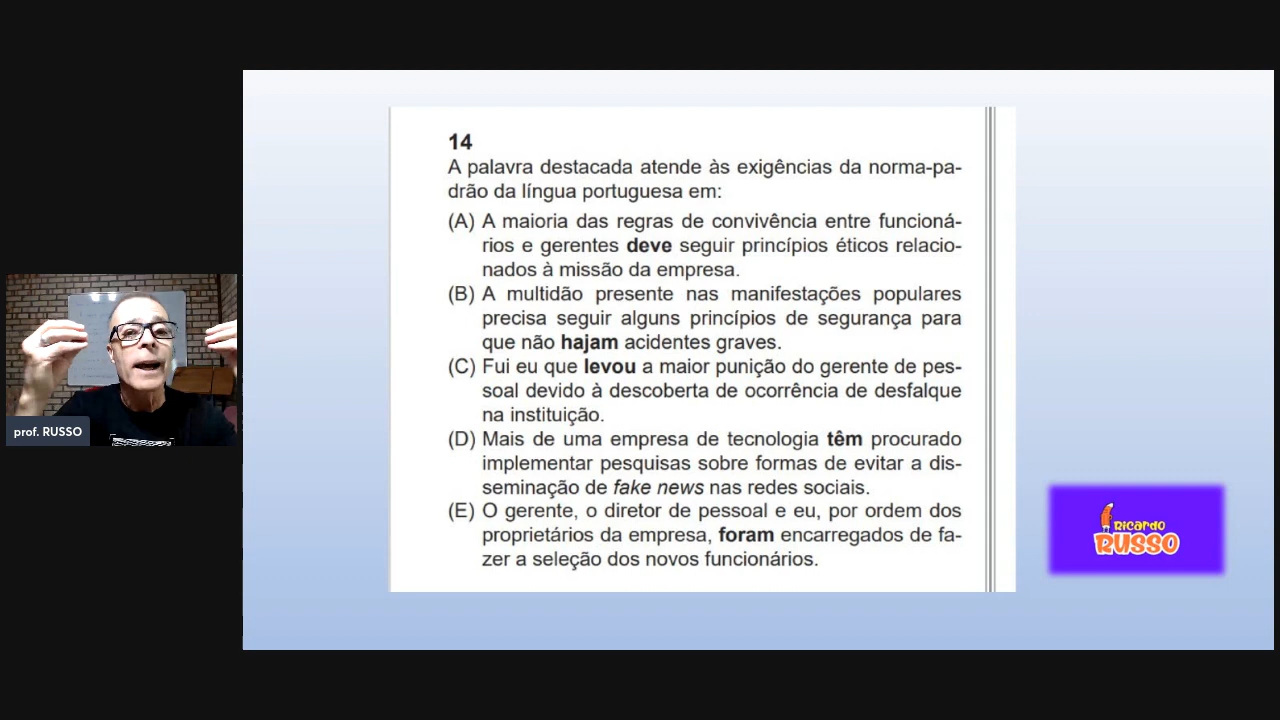 14
A palavra destacada atende às exigências da norma-pa-
drão da língua portuguesa em:
(A) A maioria das regras de convivência entre funcioná-
rios e gerentes deve seguir princípios éticos relacio-
nados à missão da empresa.
(B) A multidão presente nas manifestações populares
precisa seguir alguns princípios de segurança para
que não hajam acidentes graves.
(C) Fui eu que levou a maior punição do gerente de pes-
soal devido à descoberta de ocorrência de desfalque
na instituição.
(D) Mais de uma empresa de tecnologia têm procurado
implementar pesquisas sobre formas de evitar a dis-
seminação de fake news nas redes sociais.
(E) O gerente, o diretor de pessoal e eu, por ordem dos
proprietários da empresa, foram encarregados de fa-
zer a seleção dos novos funcionários.
prof. RUSSO
RICARDO
RUSSO